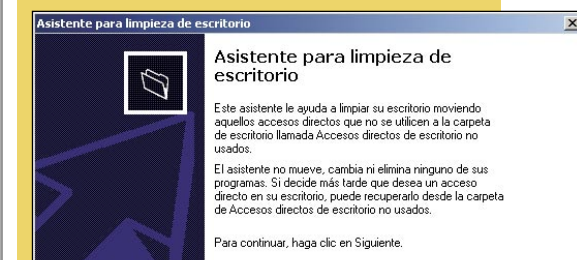 Asistente para limpieza de escritorio
Asistente para limpieza de
escritorio
Este asistente le ayuda a limpiar su escritorio moviendo
aquellos accesos directos que no se utilicen a la carpeta
de escritorio llamada Accesos directos de escritorio no
usados.
El asistente no mueve, cambia ni elimina ninguno de sus
programas. Si decide más tarde que desea un acceso
directo en su escritorio, puede recuperarlo desde la carpeta
de Accesos directos de escritorio no usados.
Para continuar, haga clic en Siguiente.